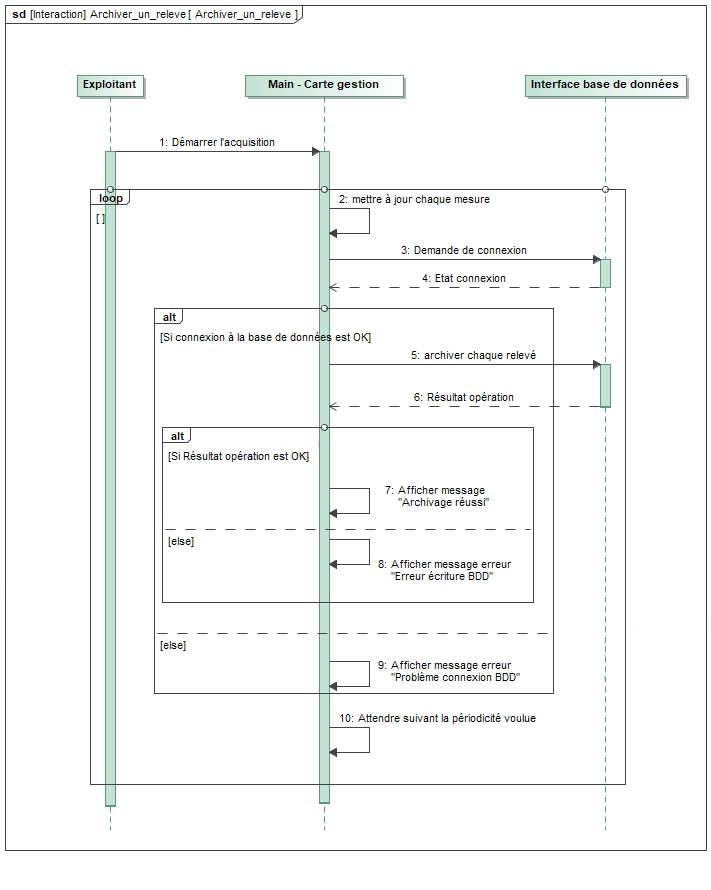 sd [Interaction] Archiver_un_releve [ Archiver_un_releve ]
Exploitant
Main - Carte gestion
Interface base de données
1: Démarrer l'acquisition
loop
[ ]
2: mettre à jour chaque mesure
3: Demande de connexion
4: Etat connexion
alt
[Si connexion à la base de données est OK]
5: archiver chaque relevé
6: Résultat opération
alt
[Si Résultat opération est OK]
7: Afficher message
"Archivage réussi"
[else]
8: Afficher message erreur
"Erreur écriture BDD"
[else]
9: Afficher message erreur
"Problème connexion BDD"
10: Attendre suivant la périodicité voulue